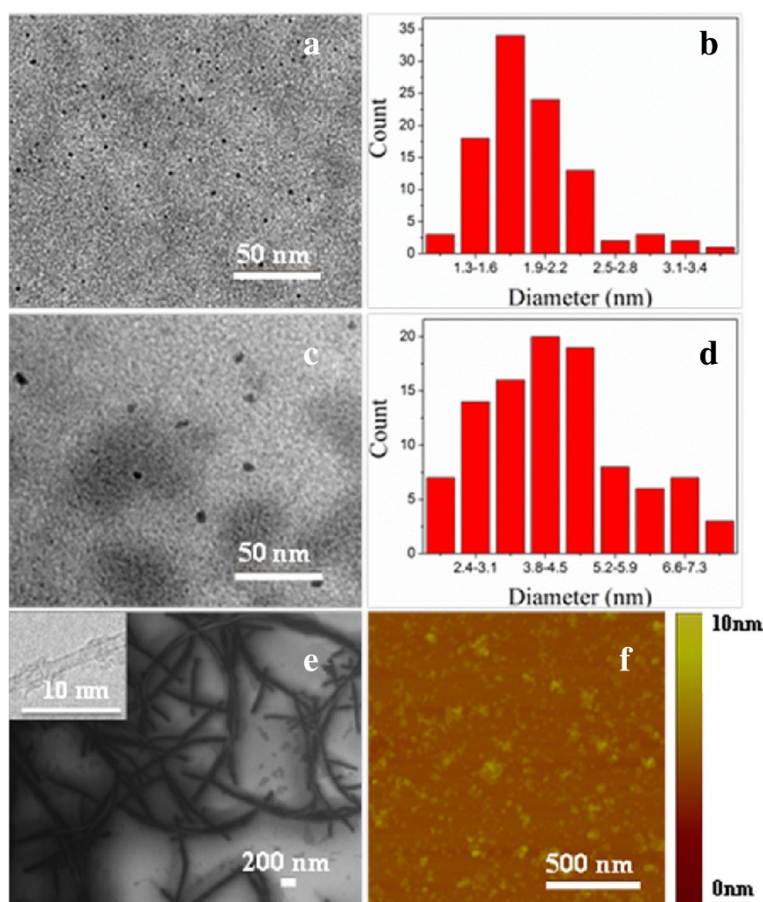 a
50 nm
b
Count
35
30
25
20
15
10
5
0
1.3-1.6 1.9-2.2 2.5-2.8 3.1-3.4
Diameter (nm)
c
50 nm
d
Count
20
15
10
5
0
2.4-3.1 3.8-4.5 5.2-5.9 6.6-7.3
Diameter (nm)
10 nm
e
200 nm
f
500 nm
10nm
0nm